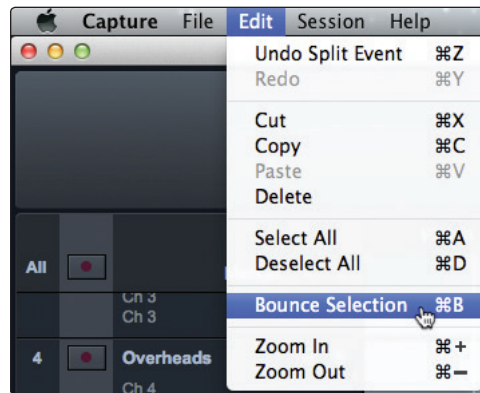 Capture File Edit Session Help
Undo Split Event ⌘Z
Redo ⌘Y
Cut ⌘X
Copy ⌘C
Paste ⌘V
Delete
Select All ⌘A
Deselect All ⌘D
Bounce Selection ⌘B
Zoom In ⌘+
Zoom Out ⌘−
All
Ch 3
Ch 3
4 Overheads
Ch 4